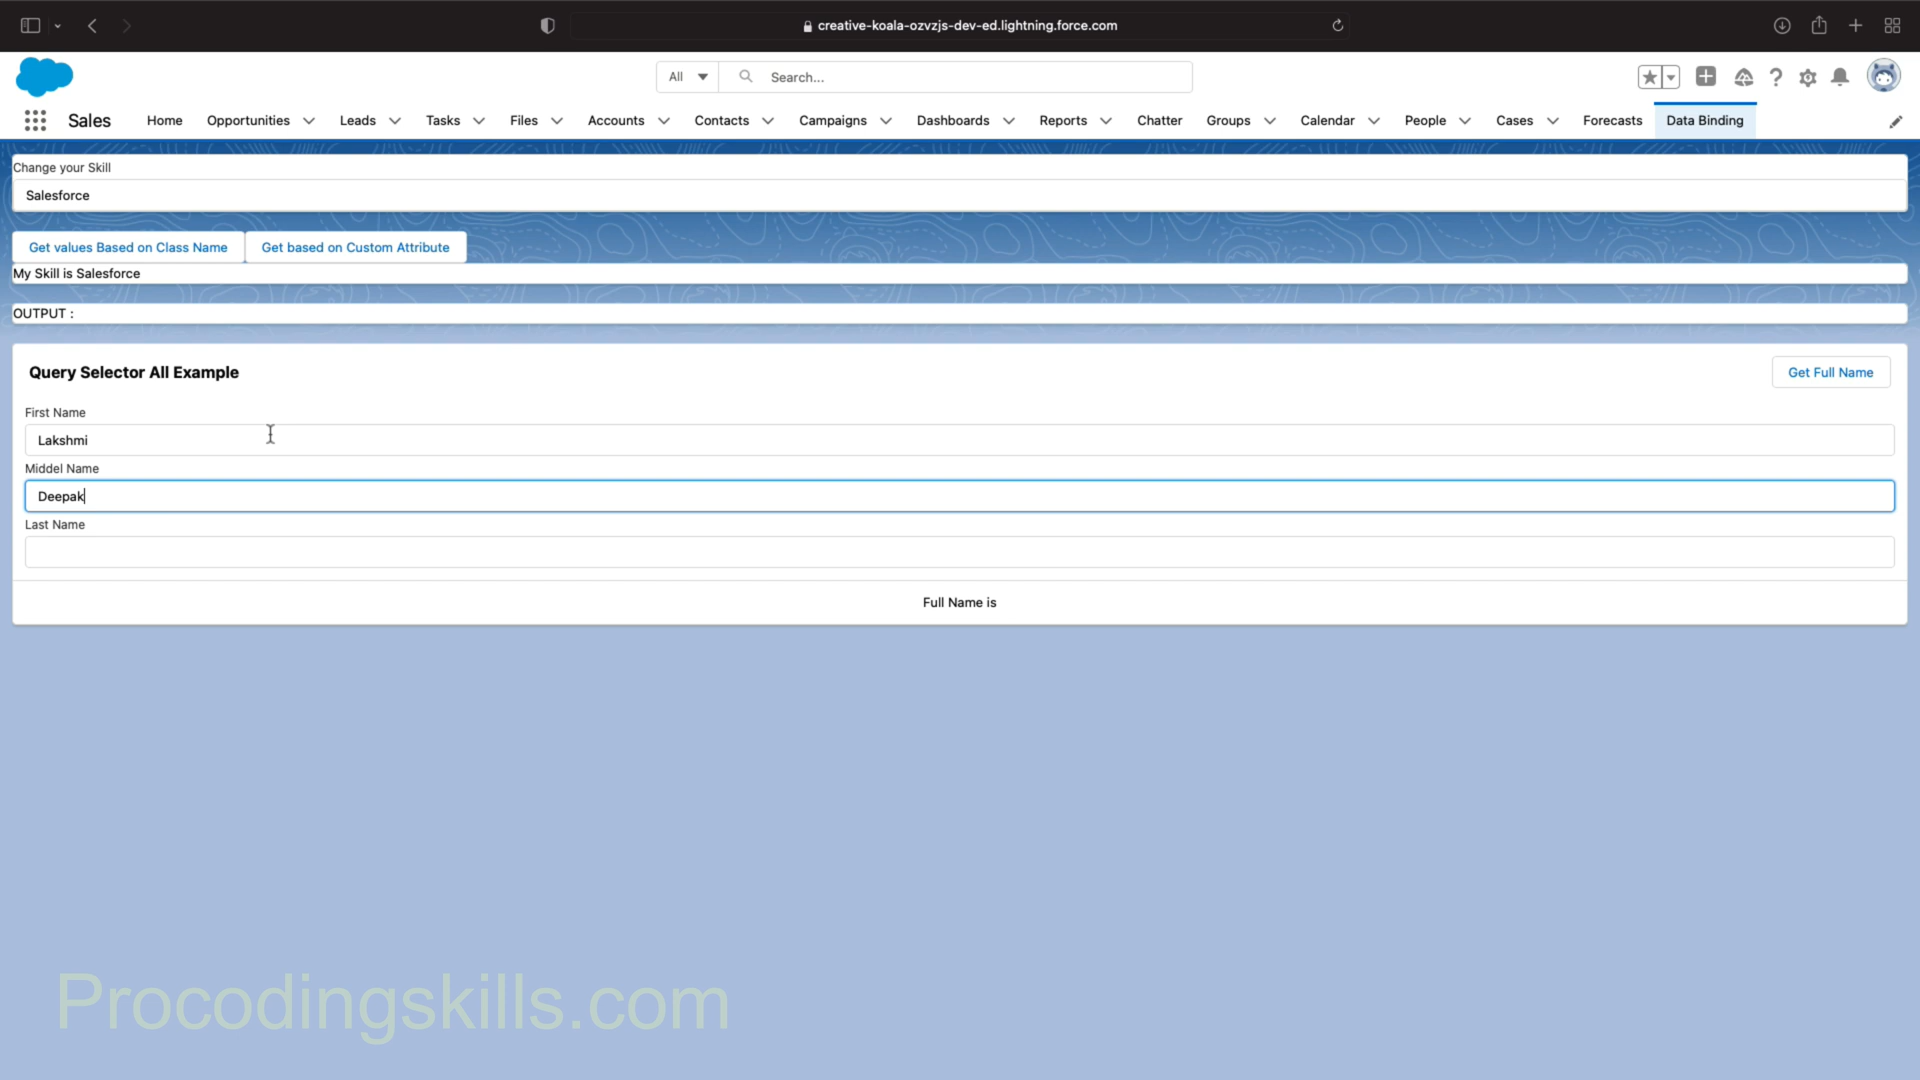 creative-koala-ozvzjs-dev-ed.lightning.force.com
All
Search...
Sales
Home
Opportunities
Leads
Tasks
Files
Accounts
Contacts
Campaigns
Dashboards
Reports
Chatter
Groups
Calendar
People
Cases
Forecasts
Data Binding
Change your Skill
Salesforce
Get values Based on Class Name
Get based on Custom Attribute
My Skill is Salesforce
OUTPUT :
Query Selector All Example
Get Full Name
First Name
Lakshmi
Middel Name
Deepak
Last Name
Full Name is
Procodingskills.com